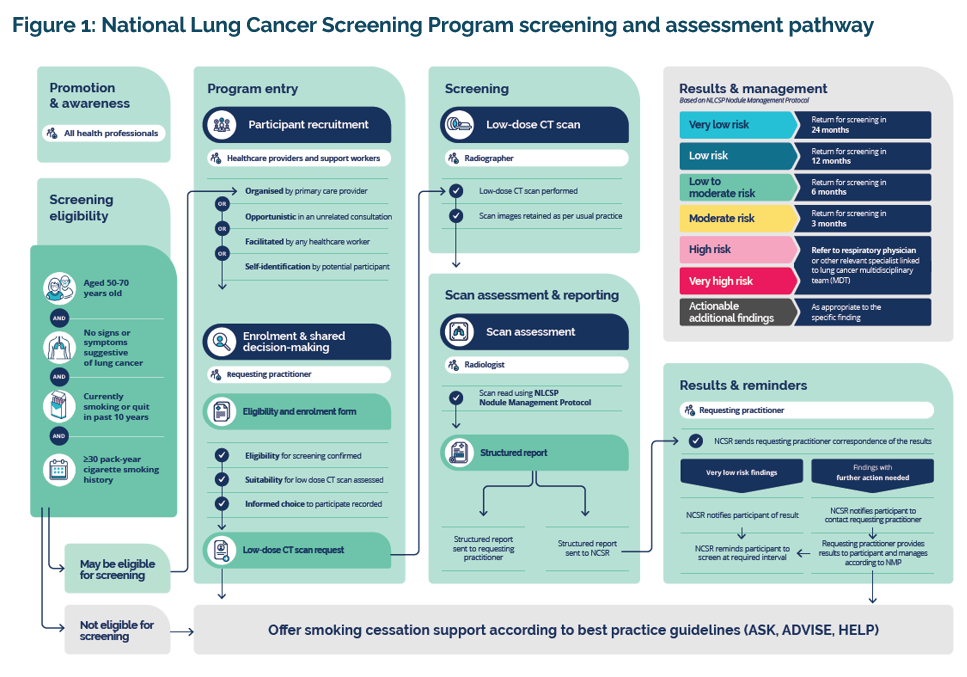 Figure 1: National Lung Cancer Screening Program screening and assessment pathway
Promotion
& awareness
All health professionals
Screening
eligibility
Aged 50-70
years old
AND
No signs or
symptoms
suggestive
of lung cancer
AND
Currently
smoking or quit
in past 10 years
AND
≥30 pack-year
cigarette smoking
history
May be eligible
for screening
Not eligible for
screening
Program entry
Participant recruitment
Healthcare providers and support workers
Organised by primary care provider
OR
Opportunistic in an unrelated consultation
OR
Facilitated by any healthcare worker
OR
Self-identification by potential participant
Enrolment & shared
decision-making
Requesting practitioner
Eligibility and enrolment form
Eligibility for screening confirmed
Suitability for low dose CT scan assessed
Informed choice to participate recorded
Low-dose CT scan request
Screening
Low-dose CT scan
Radiographer
Low-dose CT scan performed
Scan images retained as per usual practice
Scan assessment & reporting
Scan assessment
Radiologist
Scan read using NLCSP
Nodule Management Protocol
Structured report
Structured report
sent to requesting
practitioner
Structured report
sent to NCSR
Results & management
Based on NLCSP Nodule Management Protocol
Very low risk
Return for screening in
24 months
Low risk
Return for screening in
12 months
Low to
moderate risk
Return for screening in
6 months
Moderate risk
Return for screening in
3 months
High risk
Very high risk
Refer to respiratory physician
or other relevant specialist linked
to lung cancer multidisciplinary
team (MDT)
Actionable
additional findings
As appropriate to the
specific finding
Results & reminders
Requesting practitioner
NCSR sends requesting practitioner correspondence of the results
Very low risk findings
Findings with
further action needed
NCSR notifies participant of result
NCSR notifies participant to
contact requesting practitioner
NCSR reminds participant to
screen at required interval
Requesting practitioner provides
results to participant and manages
according to NMP
Offer smoking cessation support according to best practice guidelines (ASK, ADVISE, HELP)